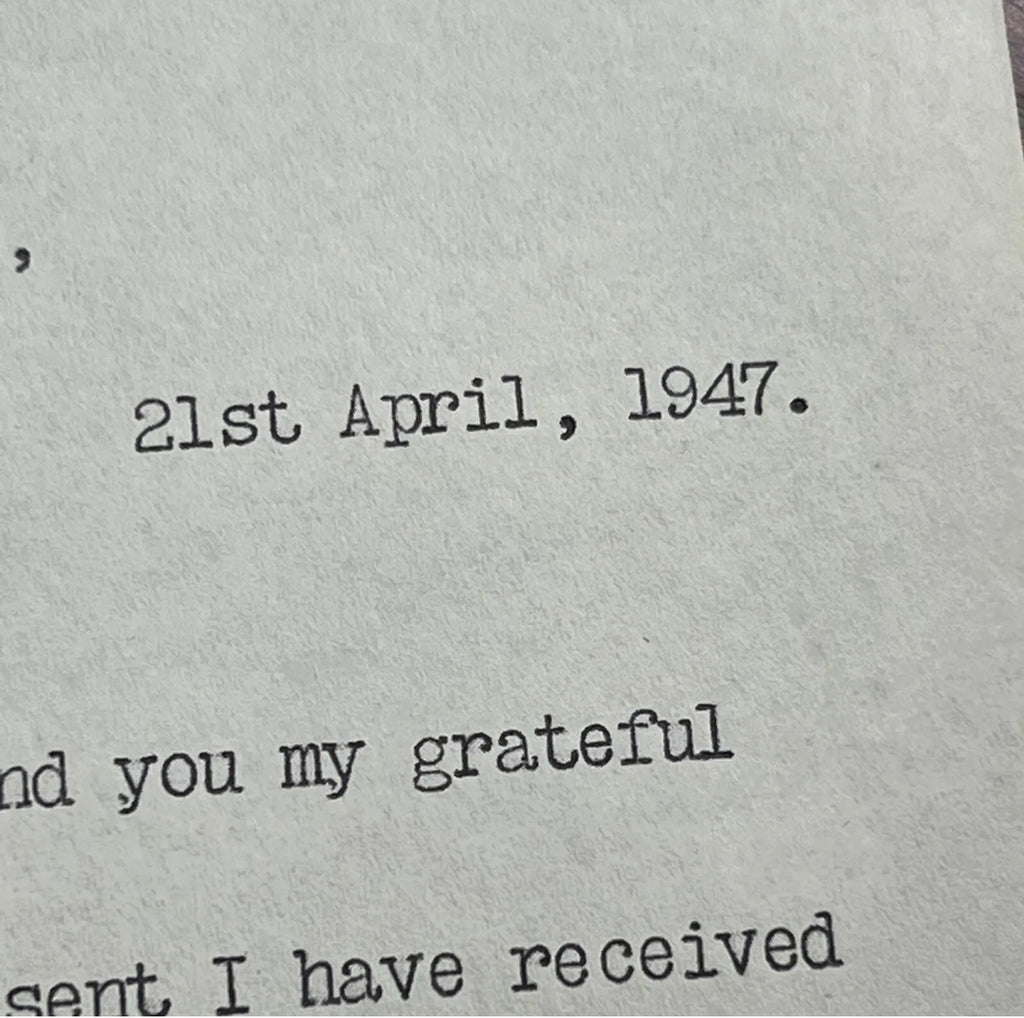 ,
21st April, 1947.
nd you my grateful
sent I have received